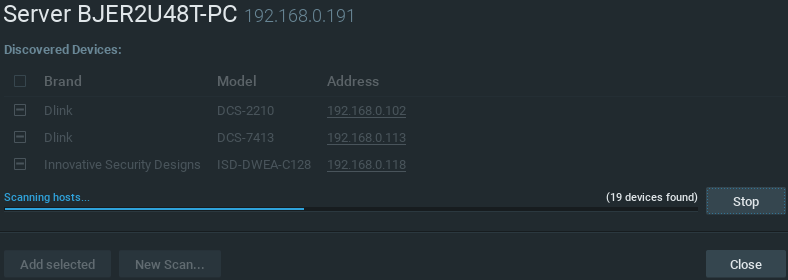 Server BJER2U48T-PC 192.168.0.191
Discovered Devices:
Brand Model Address
Dlink DCS-2210 192.168.0.102
Dlink DCS-7413 192.168.0.113
Innovative Security Designs ISD-DWEA-C128 192.168.0.118
Scanning hosts... (19 devices found) Stop
Add selected New Scan... Close